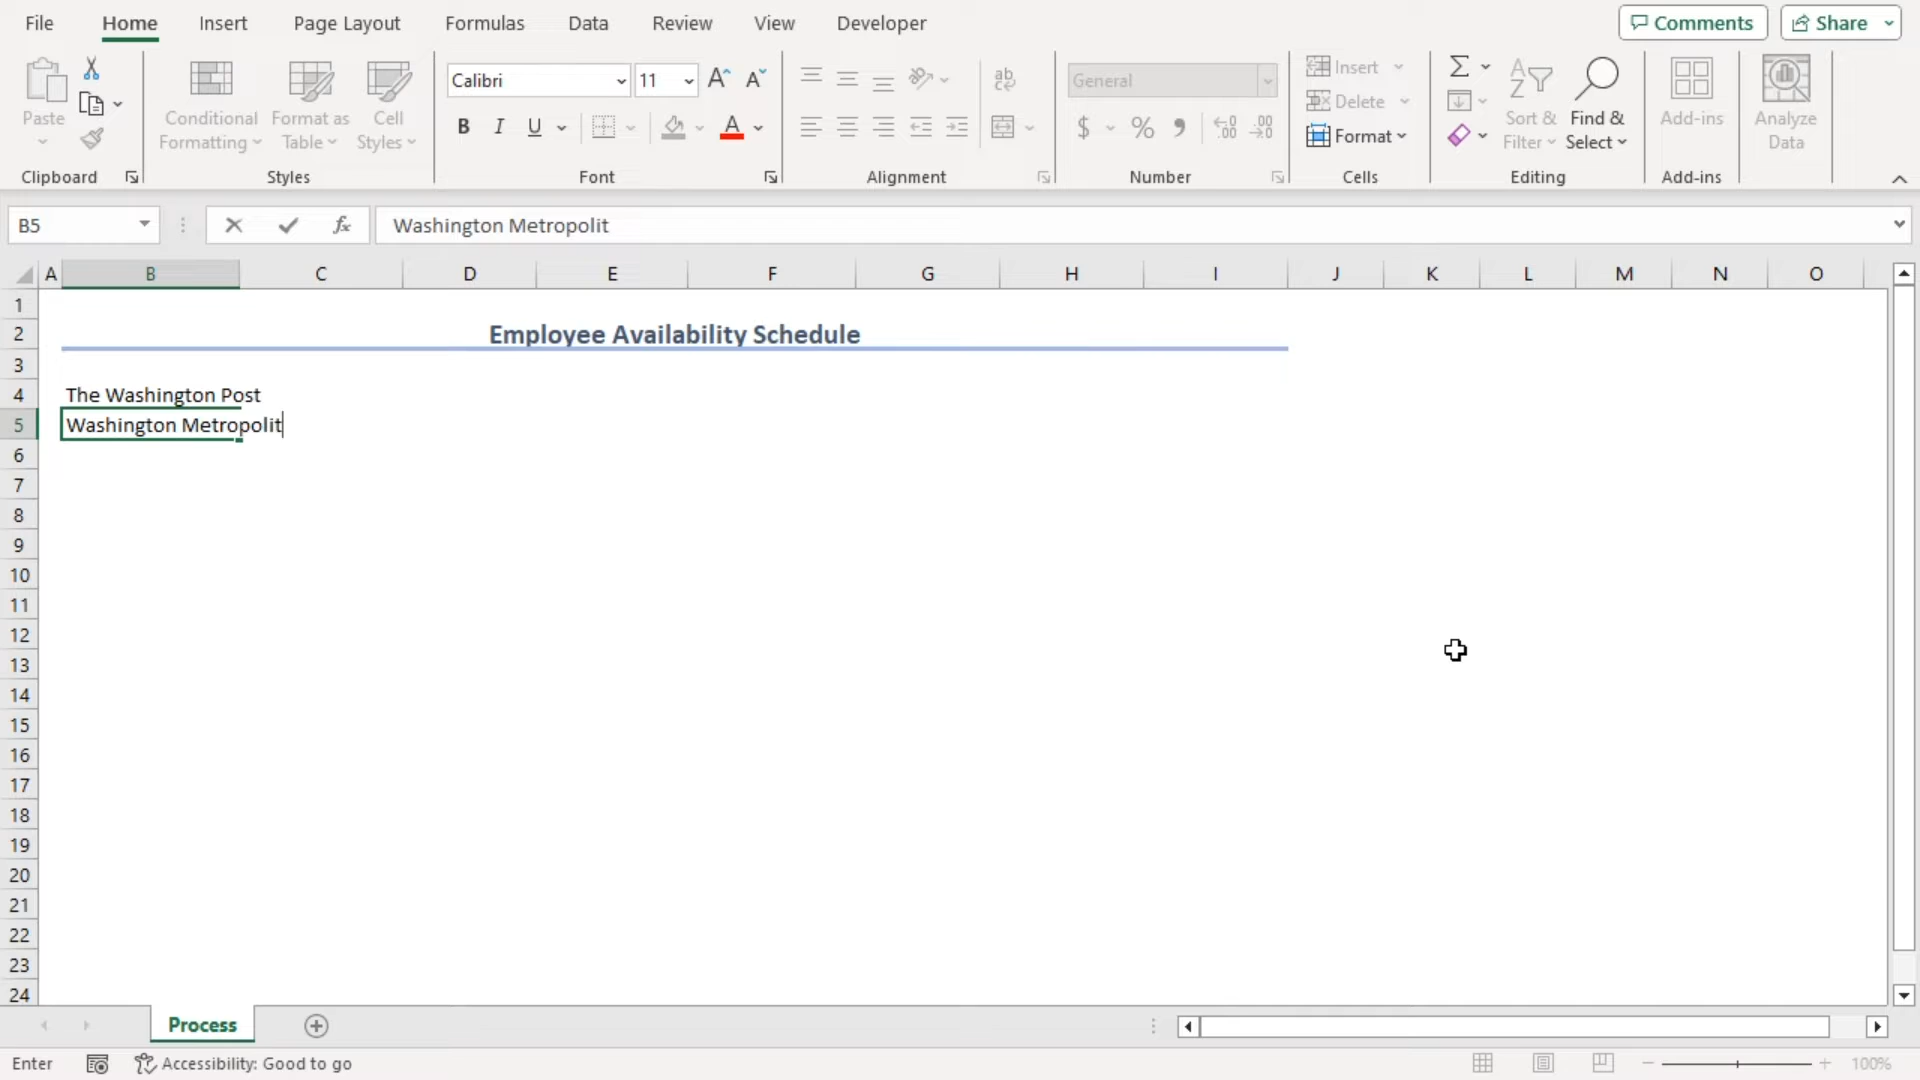 File Home Insert Page Layout Formulas Data Review View Developer Comments Share
Paste Conditional Formatting Format as Table Cell Styles Calibri 11 A A B I U A ab General $ % Insert Delete Format Sort & Filter Find & Select Add-ins Analyze Data
Clipboard Styles Font Alignment Number Cells Editing Add-ins
B5 fx Washington Metropolit
A B C D E F G H I J K L M N O
1
2 Employee Availability Schedule
3
4 The Washington Post
5 Washington Metropolit
6
7
8
9
10
11
12
13
14
15
16
17
18
19
20
21
22
23
24
Process
Enter Accessibility: Good to go 100%